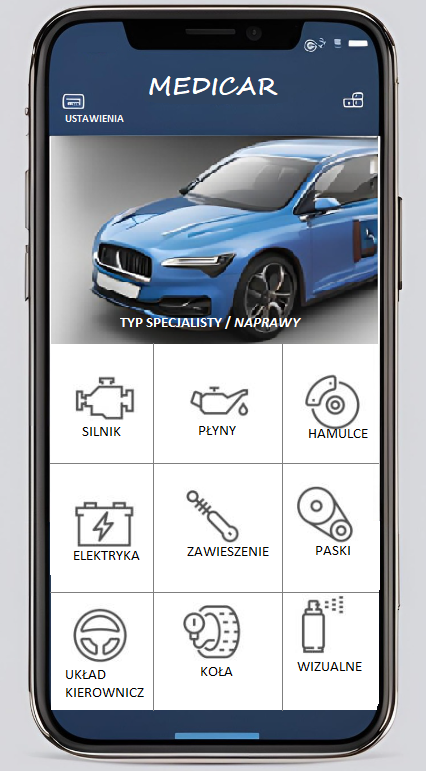 MEDICAR
USTAWIENIA
TYP SPECJALISTY / NAPRAWY
SILNIK
PŁYNY
HAMULCE
ELEKTRYKA
ZAWIESZENIE
PASKI
UKŁAD
KIEROWNICZ
KOŁA
WIZUALNE